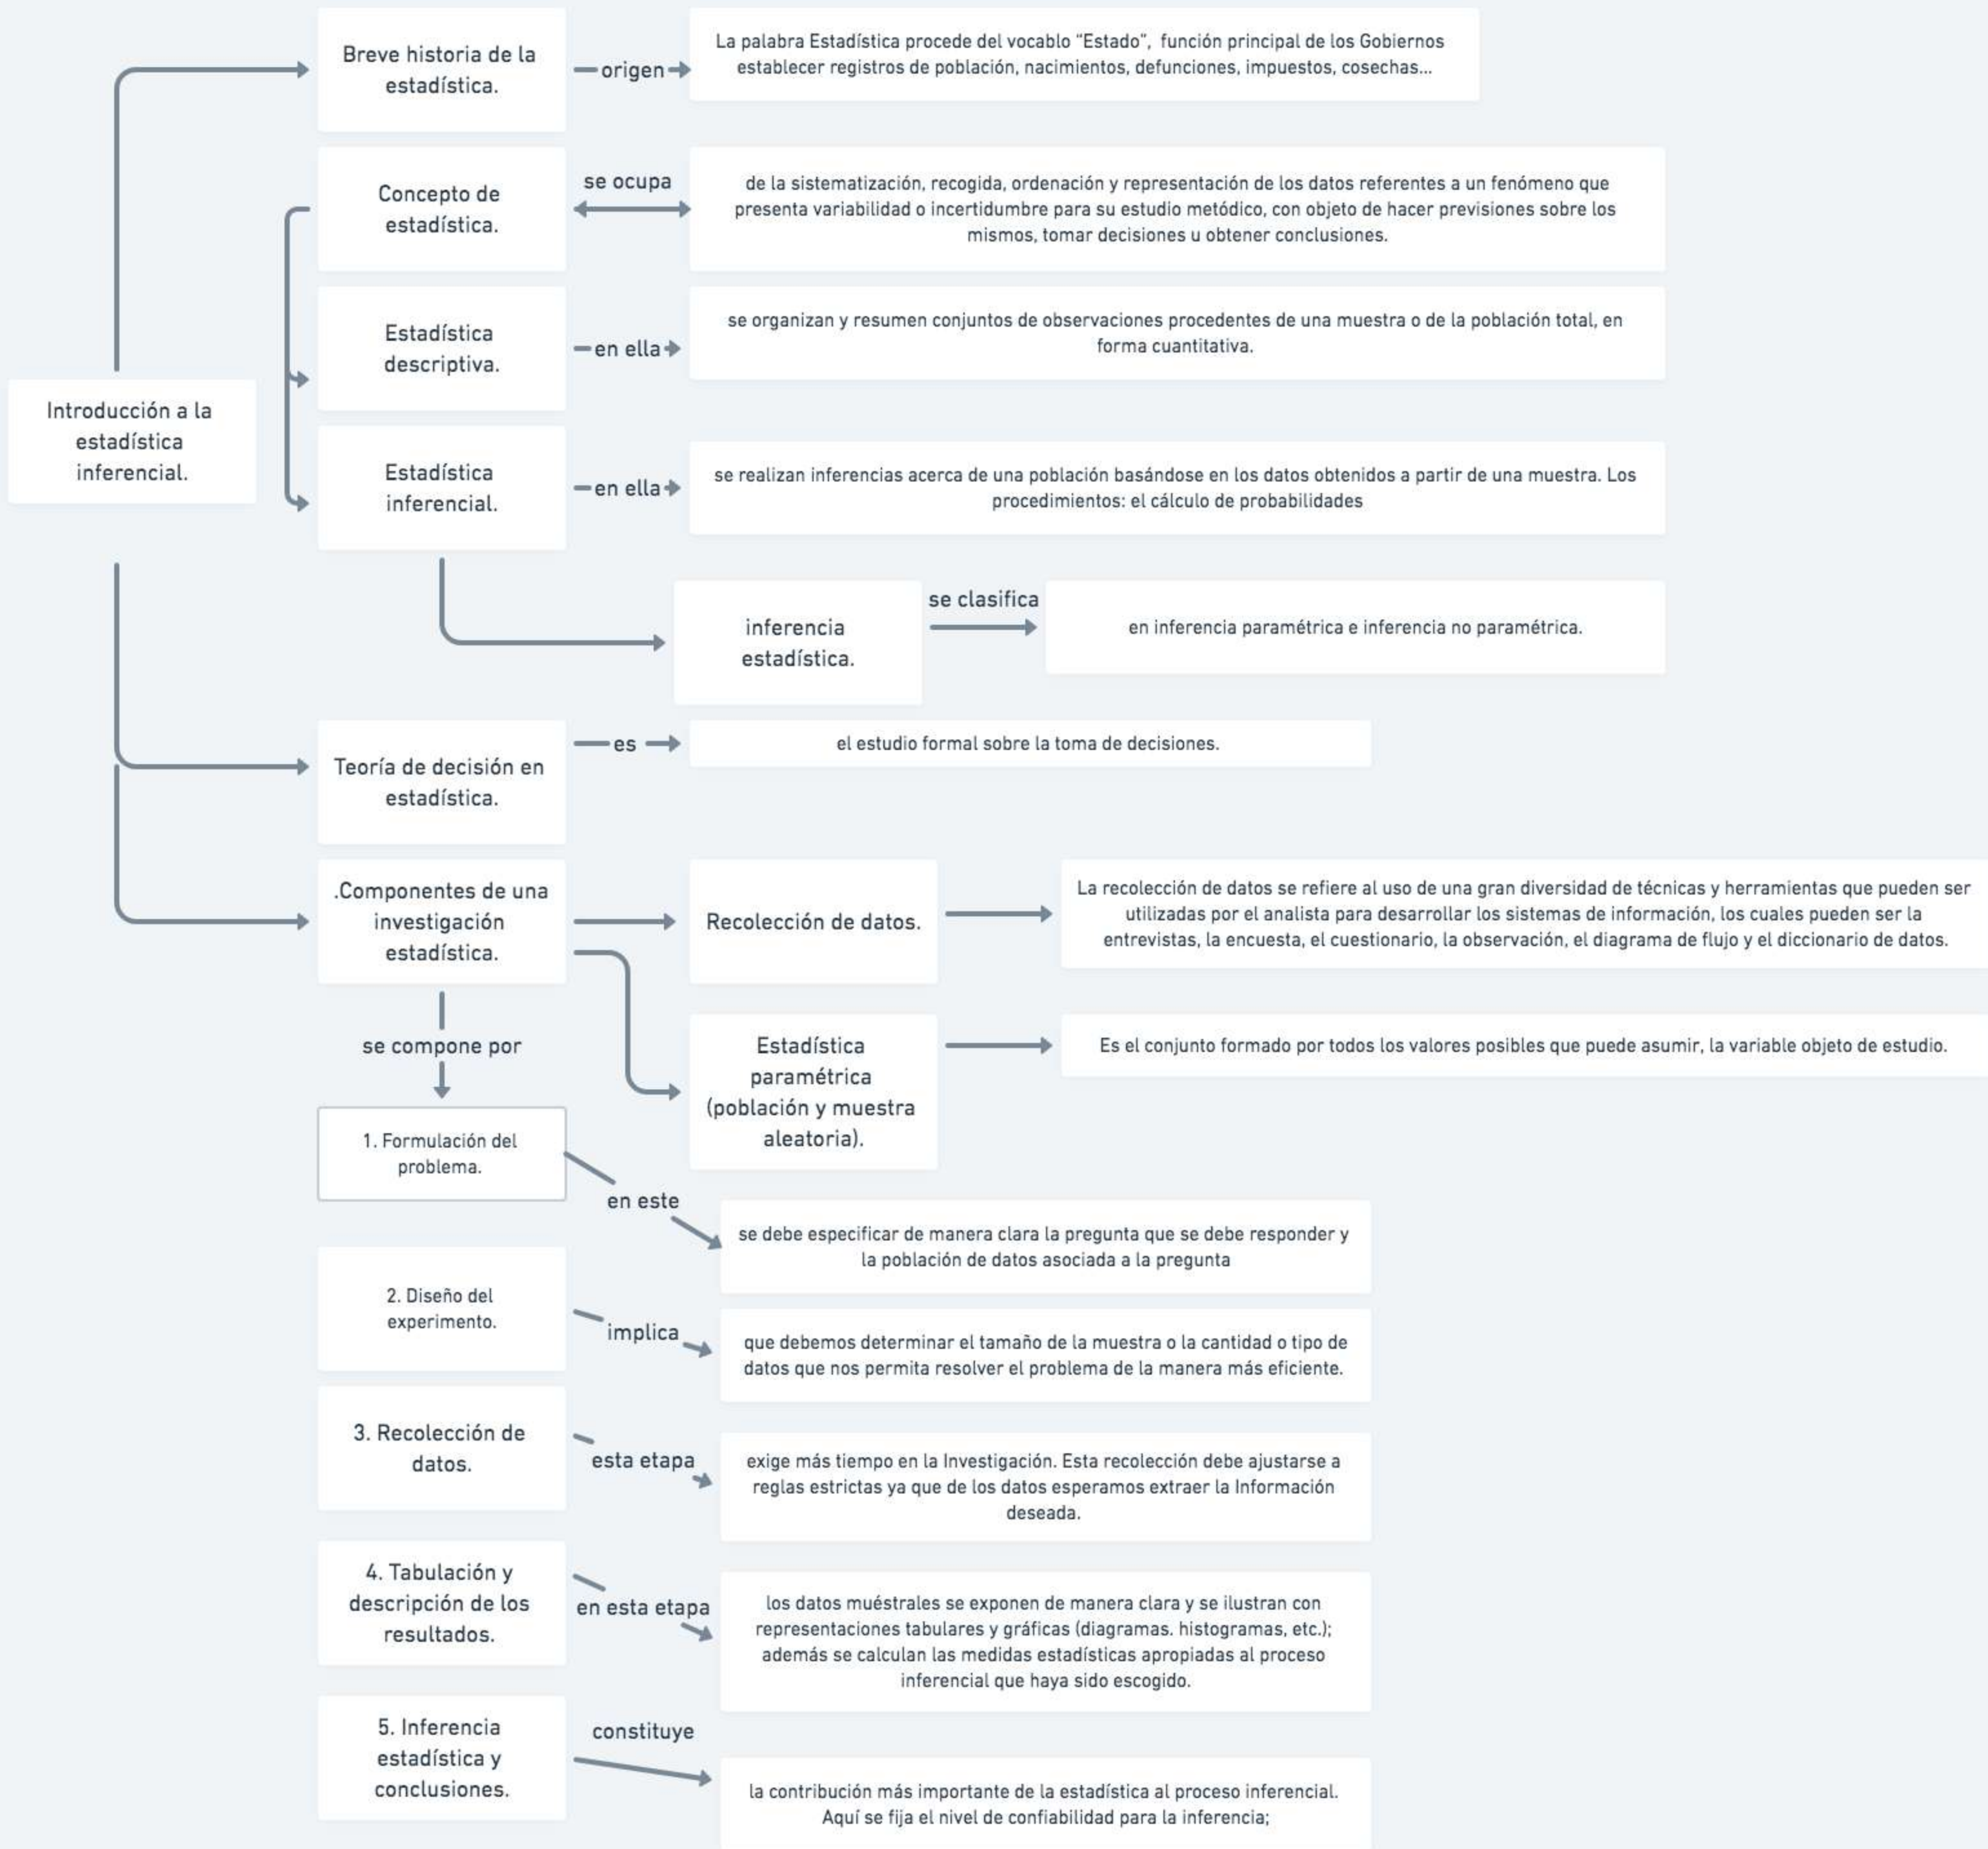 Breve historia de la
estadística.
origen
La palabra Estadística procede del vocablo "Estado", función principal de los Gobiernos
establecer registros de población, nacimientos, defunciones, impuestos, cosechas...
Concepto de
estadística.
se ocupa
de la sistematización, recogida, ordenación y representación de los datos referentes a un fenómeno que
presenta variabilidad o incertidumbre para su estudio metódico, con objeto de hacer previsiones sobre los
mismos, tomar decisiones u obtener conclusiones.
Estadística
descriptiva.
en ella
se organizan y resumen conjuntos de observaciones procedentes de una muestra o de la población total, en
forma cuantitativa.
Introducción a la
estadística
inferencial.
Estadística
inferencial.
en ella
se realizan inferencias acerca de una población basándose en los datos obtenidos a partir de una muestra. Los
procedimientos: el cálculo de probabilidades
inferencia
estadística.
se clasifica
en inferencia paramétrica e inferencia no paramétrica.
Teoría de decisión en
estadística.
es
el estudio formal sobre la toma de decisiones.
.Componentes de una
investigación
estadística.
Recolección de datos.
La recolección de datos se refiere al uso de una gran diversidad de técnicas y herramientas que pueden ser
utilizadas por el analista para desarrollar los sistemas de información, los cuales pueden ser la
entrevistas, la encuesta, el cuestionario, la observación, el diagrama de flujo y el diccionario de datos.
Estadística
paramétrica
(población y muestra
aleatoria).
Es el conjunto formado por todos los valores posibles que puede asumir, la variable objeto de estudio.
se compone por
1. Formulación del
problema.
en este
se debe especificar de manera clara la pregunta que se debe responder y
la población de datos asociada a la pregunta
2. Diseño del
experimento.
implica
que debemos determinar el tamaño de la muestra o la cantidad o tipo de
datos que nos permita resolver el problema de la manera más eficiente.
3. Recolección de
datos.
esta etapa
exige más tiempo en la Investigación. Esta recolección debe ajustarse a
reglas estrictas ya que de los datos esperamos extraer la Información
deseada.
4. Tabulación y
descripción de los
resultados.
en esta etapa
los datos muéstrales se exponen de manera clara y se ilustran con
representaciones tabulares y gráficas (diagramas. histogramas, etc.);
además se calculan las medidas estadísticas apropiadas al proceso
inferencial que haya sido escogido.
5. Inferencia
estadística y
conclusiones.
constituye
la contribución más importante de la estadística al proceso inferencial.
Aquí se fija el nivel de confiabilidad para la inferencia;